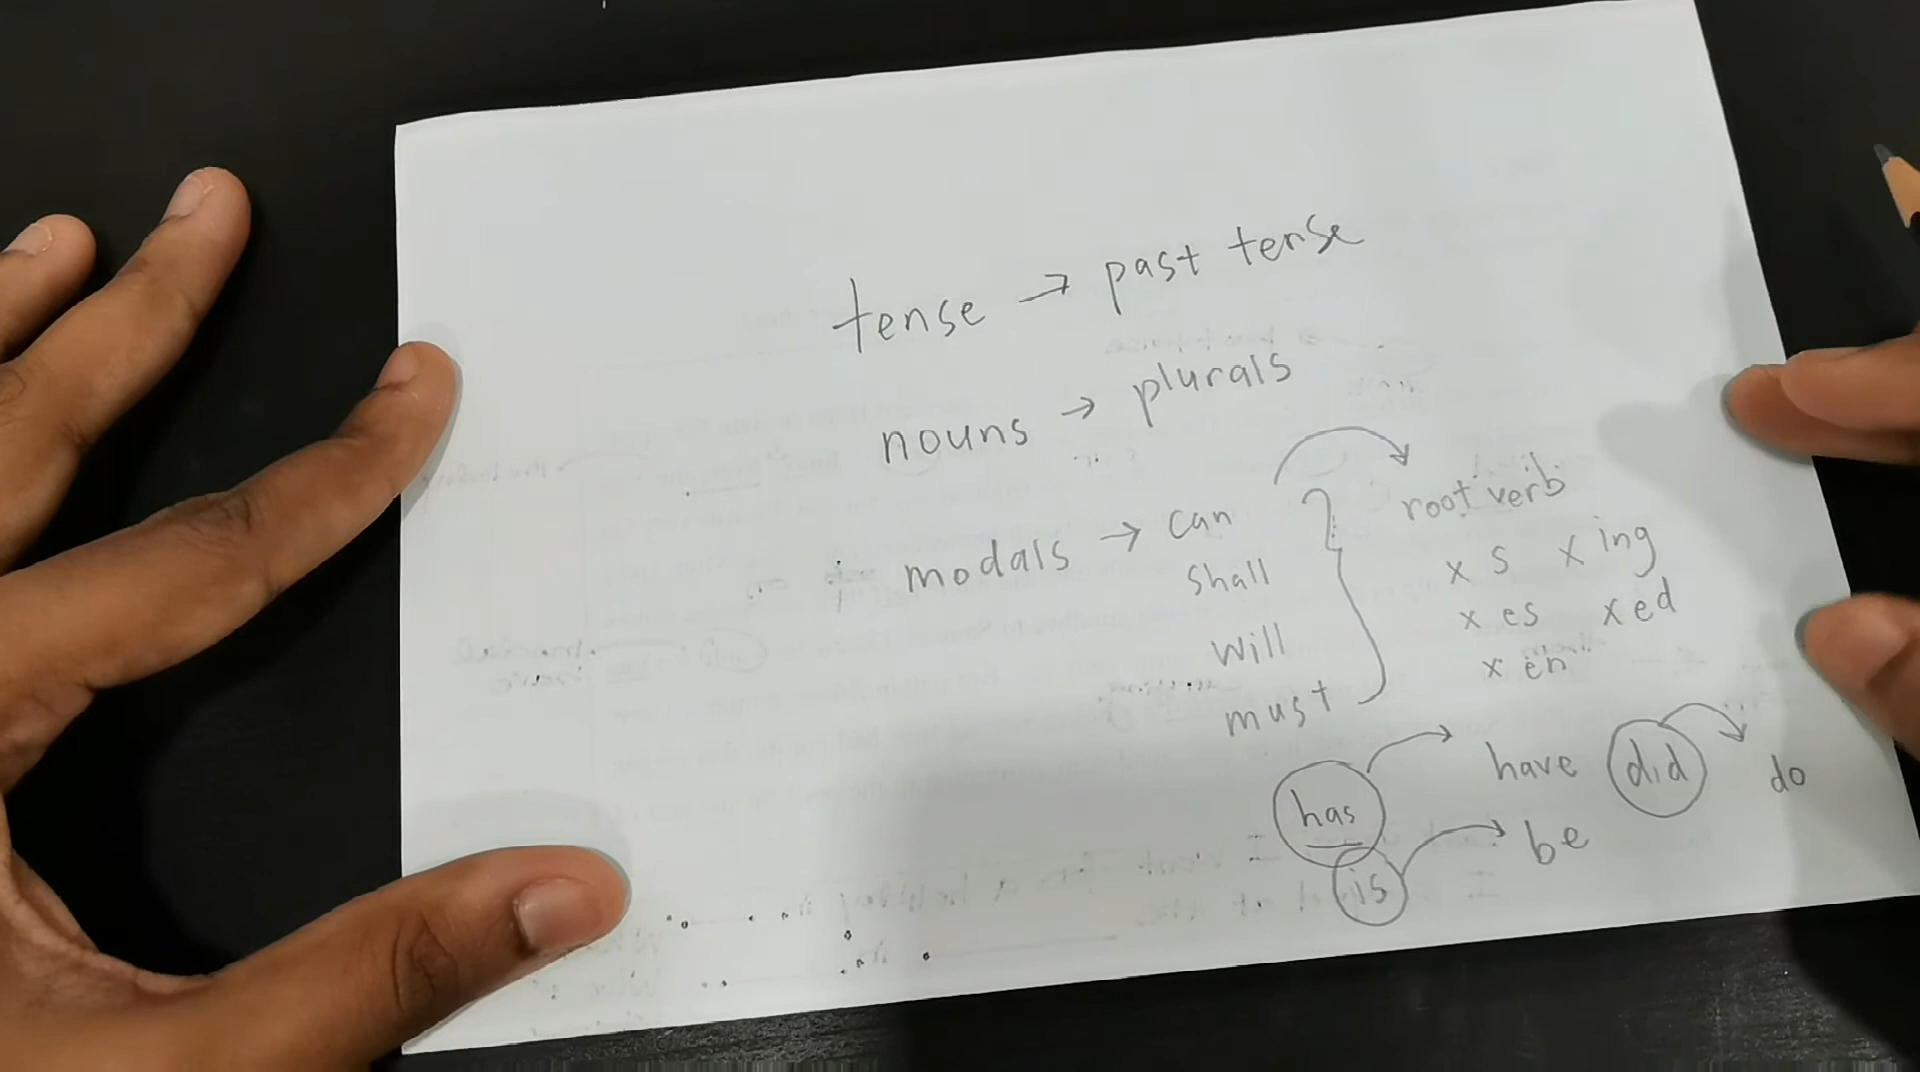 tense → past tense
nouns → plurals
modals → can
shall
will
must
root verb
x s x ing
x es x ed
x en
has → have
did → do
is → be